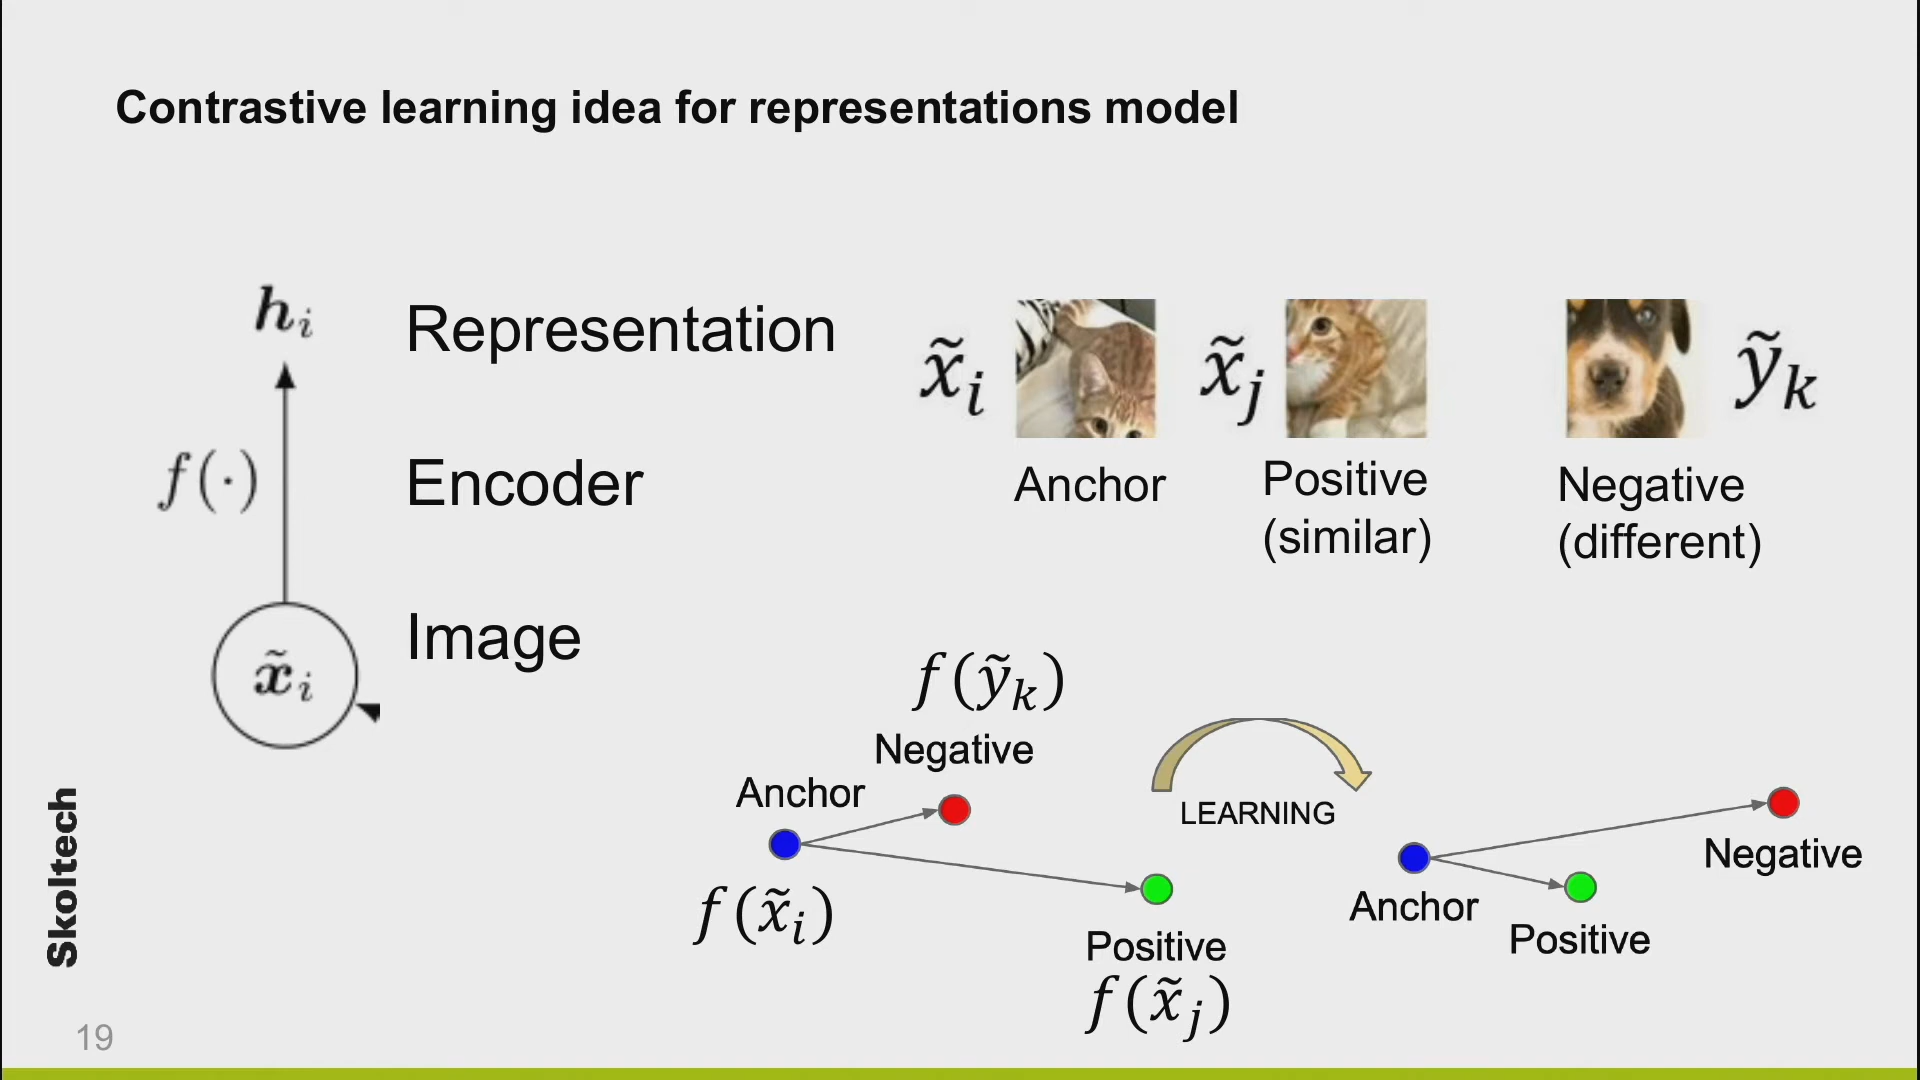 Contrastive learning idea for representations model
h_i
Representation
f(·)
Encoder
x̃_i
Image
x̃_i
x̃_j
ỹ_k
Anchor
Positive
(similar)
Negative
(different)
f(ỹ_k)
Negative
Anchor
f(x̃_i)
Positive
f(x̃_j)
LEARNING
Anchor
Positive
Negative
Skoltech
19